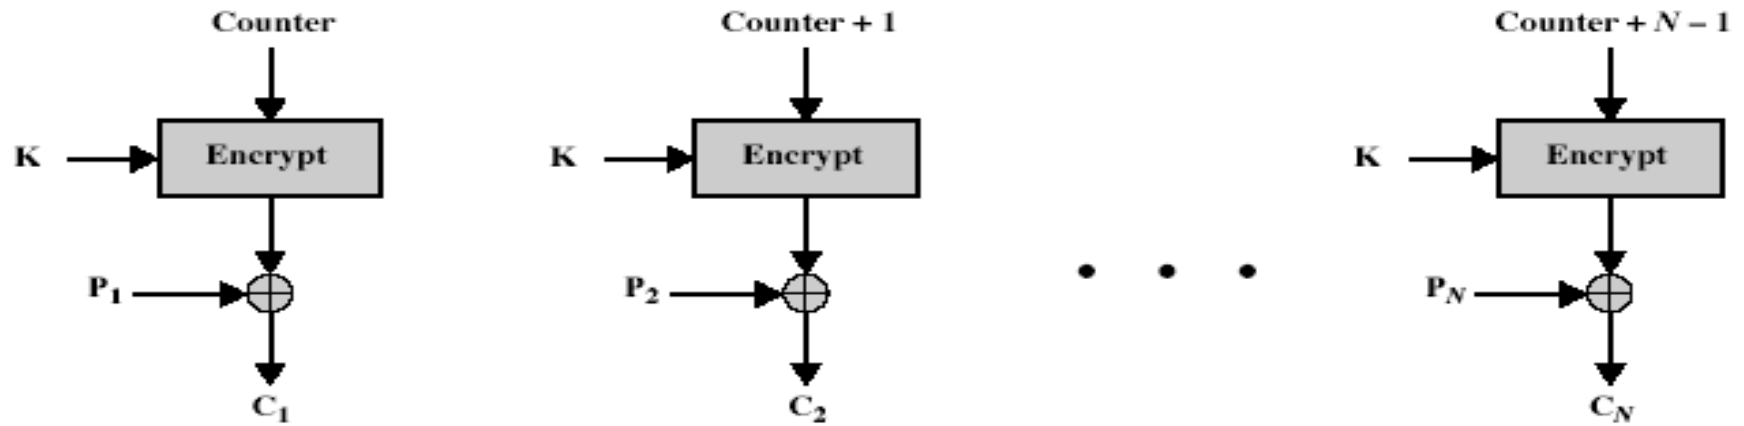 Counter Counter + 1 Counter + N – 1
K Encrypt K Encrypt K Encrypt
P1 P2 PN
C1 C2 CN